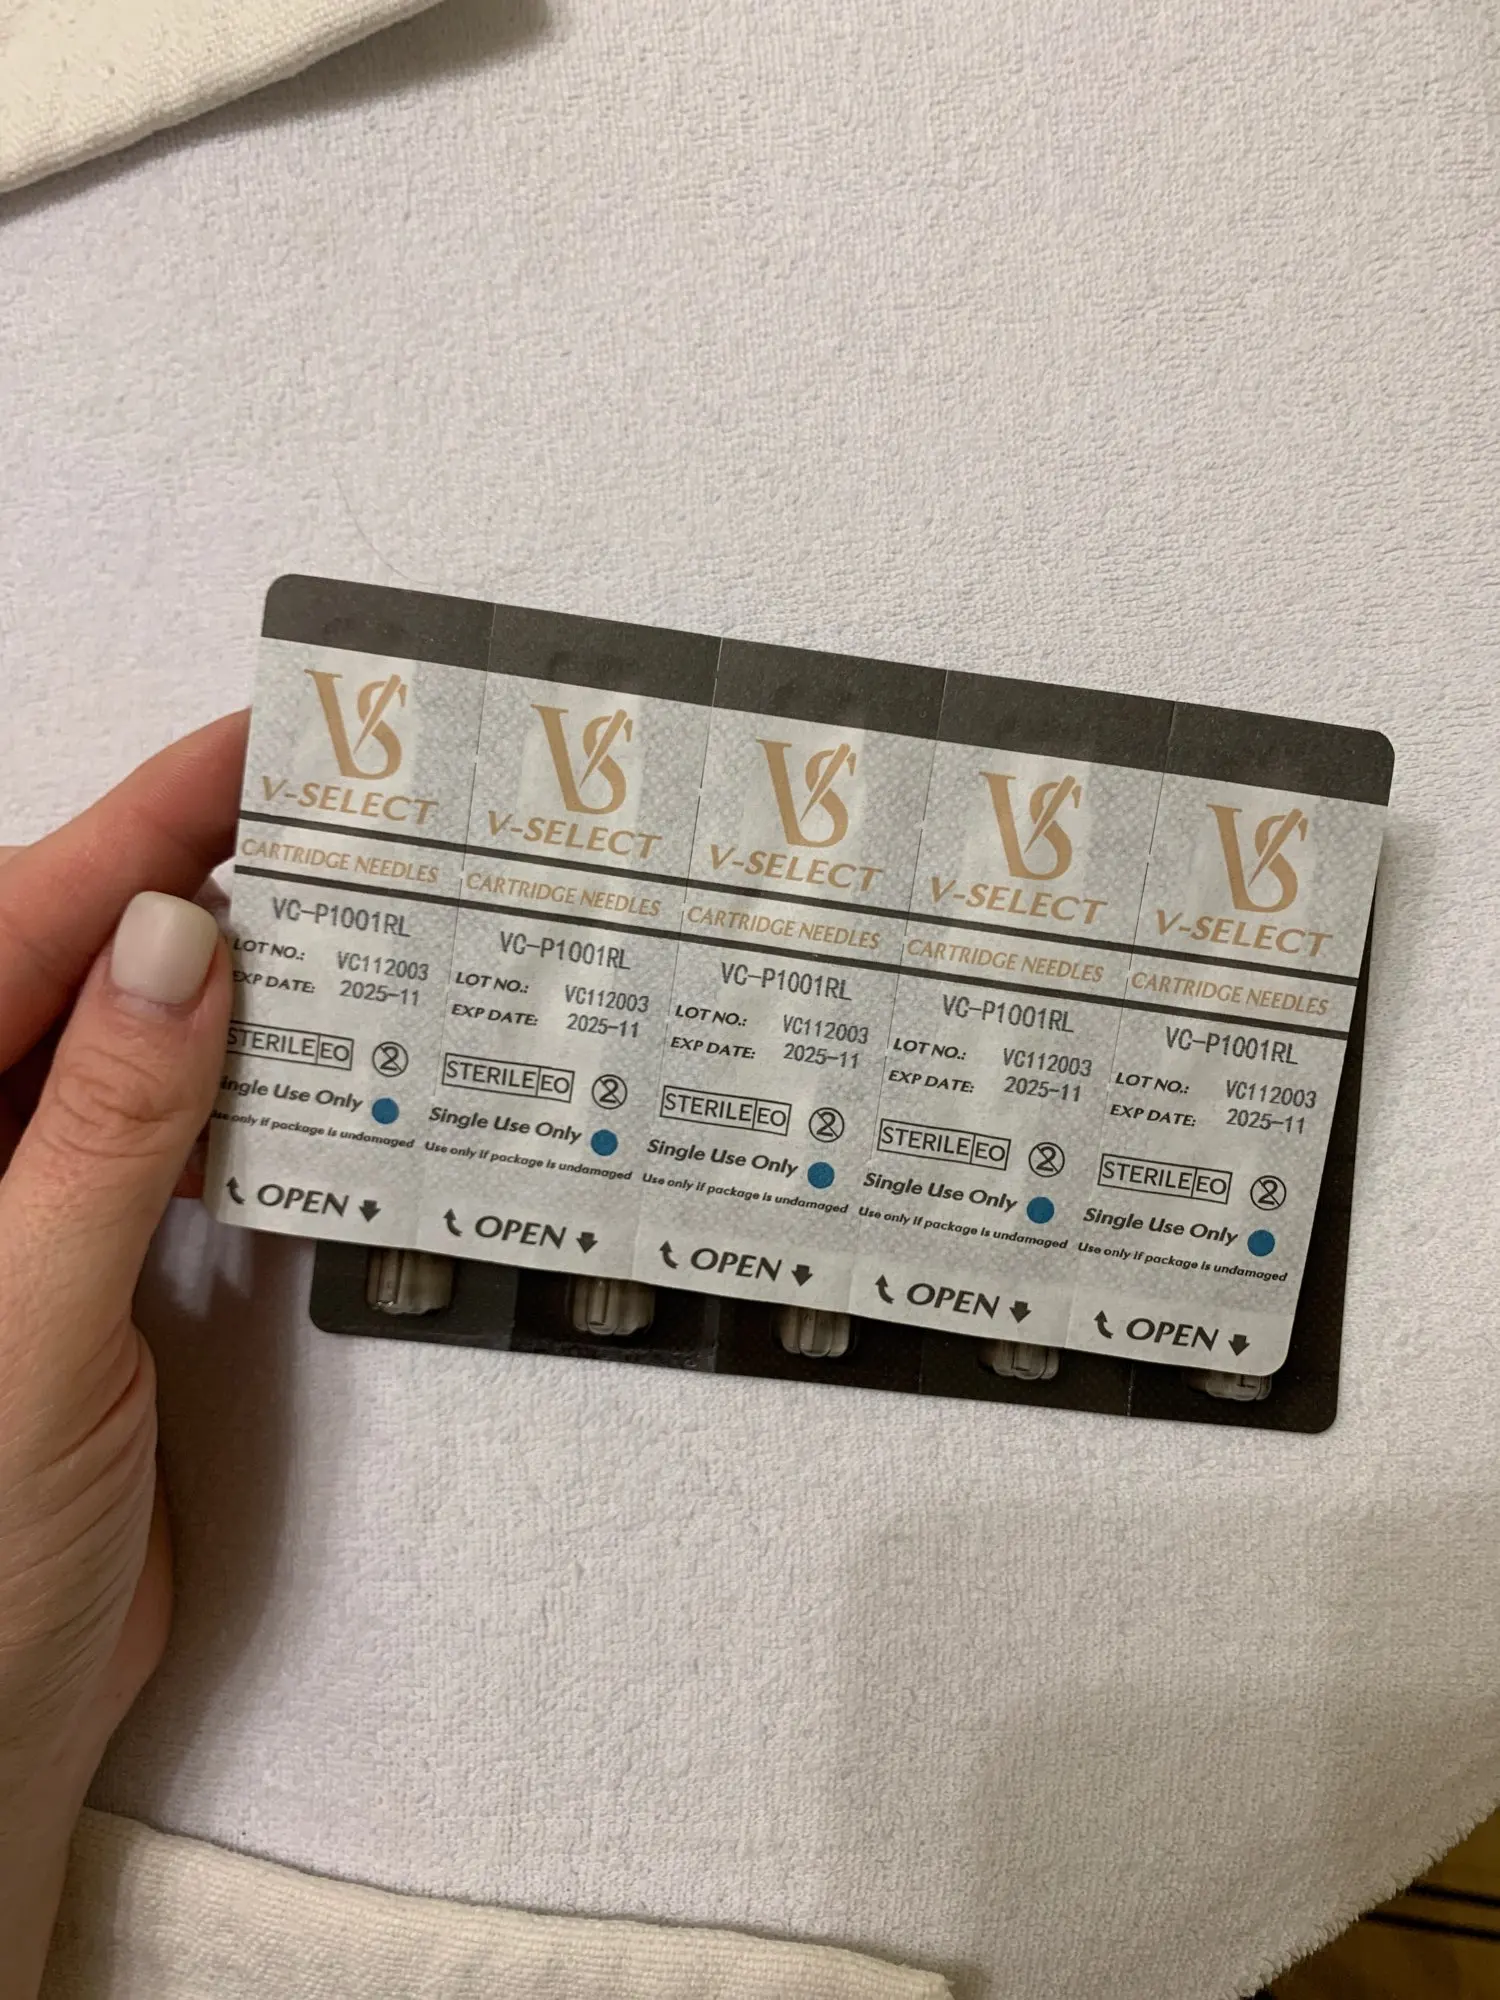 VS
V-SELECT
CARTRIDGE NEEDLES
VC-P1001RL
LOT NO.: VC112003
EXP DATE: 2025-11
STERILE EO 2
Single Use Only
Use only if package is undamaged
OPEN
VS
V-SELECT
CARTRIDGE NEEDLES
VC-P1001RL
LOT NO.: VC112003
EXP DATE: 2025-11
STERILE EO 2
Single Use Only
Use only if package is undamaged
OPEN
VS
V-SELECT
CARTRIDGE NEEDLES
VC-P1001RL
LOT NO.: VC112003
EXP DATE: 2025-11
STERILE EO 2
Single Use Only
Use only if package is undamaged
OPEN
VS
V-SELECT
CARTRIDGE NEEDLES
VC-P1001RL
LOT NO.: VC112003
EXP DATE: 2025-11
STERILE EO 2
Single Use Only
Use only if package is undamaged
OPEN
VS
V-SELECT
CARTRIDGE NEEDLES
VC-P1001RL
LOT NO.: VC112003
EXP DATE: 2025-11
STERILE EO 2
Single Use Only
Use only if package is undamaged
OPEN